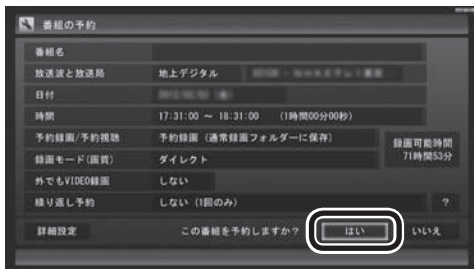 番組の予約
番組名
放送波と放送局 地上デジタル
日付
時間 17:31:00 ~ 18:31:00 (1時間00分00秒)
予約録画/予約視聴 予約録画 (通常録画フォルダーに保存)
録画可能時間
71時間53分
録画モード(画質) ダイレクト
外でもVIDEO録画 しない
繰り返し予約 しない (1回のみ) ?
詳細設定 この番組を予約しますか? はい いいえ